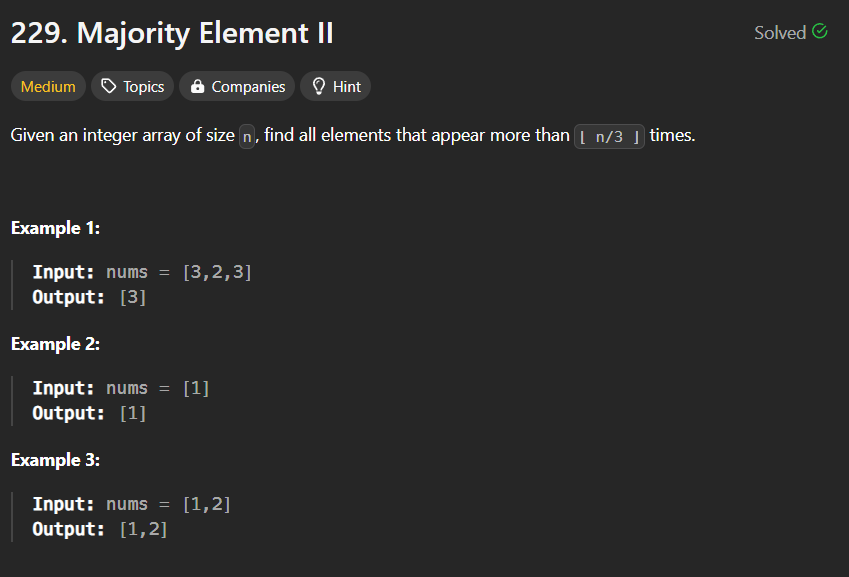 229. Majority Element II
Solved
Medium Topics Companies Hint
Given an integer array of size n, find all elements that appear more than ⌊ n/3 ⌋ times.
Example 1:
Input: nums = [3,2,3]
Output: [3]
Example 2:
Input: nums = [1]
Output: [1]
Example 3:
Input: nums = [1,2]
Output: [1,2]